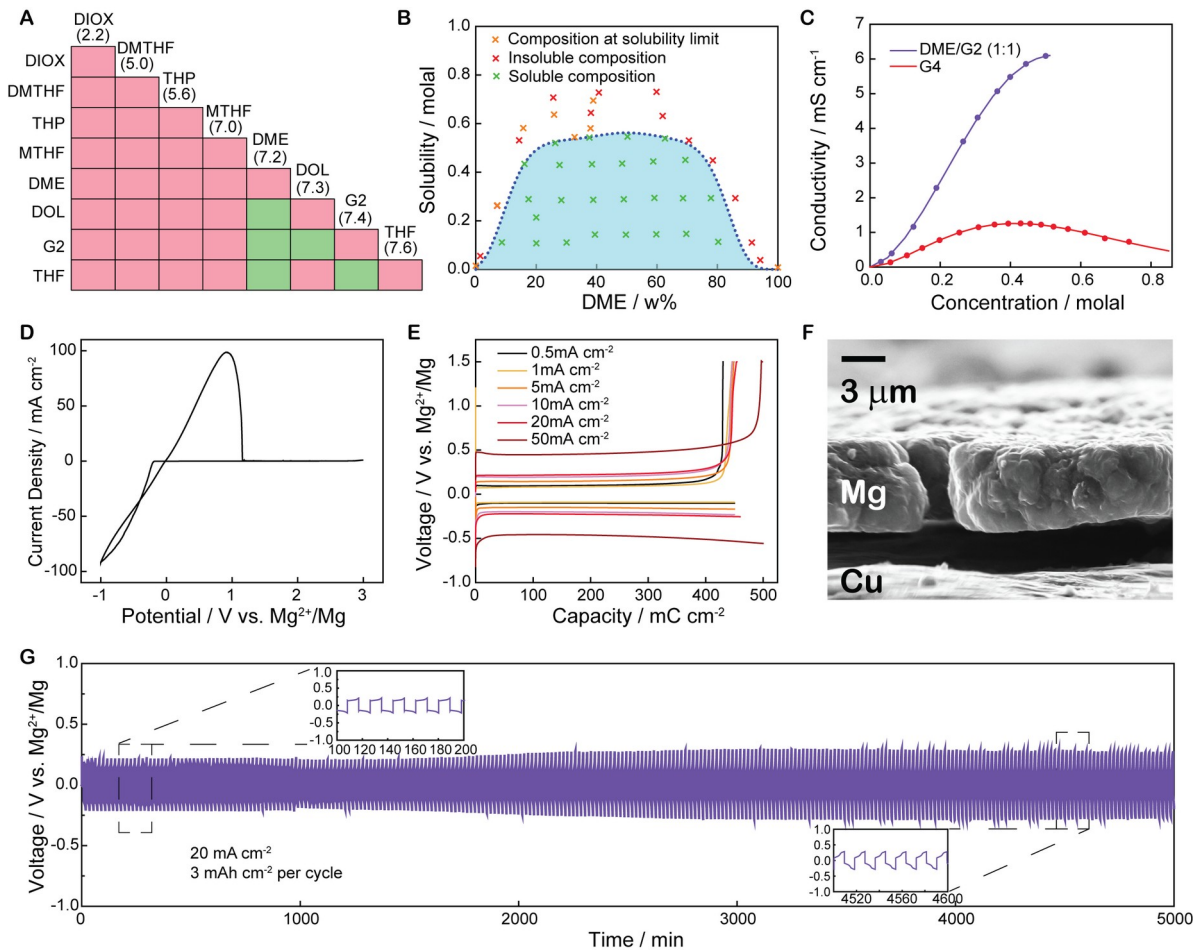 A
DIOX
(2.2)
DMTHF
(5.0)
THP
(5.6)
MTHF
(7.0)
DME
(7.2)
DOL
(7.3)
G2
(7.4)
THF
(7.6)
DIOX
DMTHF
THP
MTHF
DME
DOL
G2
THF
B
Solubility / molal
1.0
0.8
0.6
0.4
0.2
0.0
× Composition at solubility limit
× Insoluble composition
× Soluble composition
0 20 40 60 80 100
DME / w%
C
Conductivity / mS cm⁻¹
7
6
5
4
3
2
1
0
DME/G2 (1:1)
G4
0.0 0.2 0.4 0.6 0.8
Concentration / molal
D
Current Density / mA cm⁻²
100
50
0
-50
-100
-1 0 1 2 3
Potential / V vs. Mg²⁺/Mg
E
Voltage / V vs. Mg²⁺/Mg
1.5
1.0
0.5
0.0
-0.5
-1.0
0.5mA cm⁻²
1mA cm⁻²
5mA cm⁻²
10mA cm⁻²
20mA cm⁻²
50mA cm⁻²
0 100 200 300 400 500
Capacity / mC cm⁻²
F
3 µm
Mg
Cu
G
Voltage / V vs. Mg²⁺/Mg
1.0
0.5
0.0
-0.5
-1.0
1.0
0.5
0.0
-0.5
-1.0
100 120 140 160 180 200
20 mA cm⁻²
3 mAh cm⁻² per cycle
1.0
0.5
0.0
-0.5
-1.0
4520 4560 4600
0 1000 2000 3000 4000 5000
Time / min